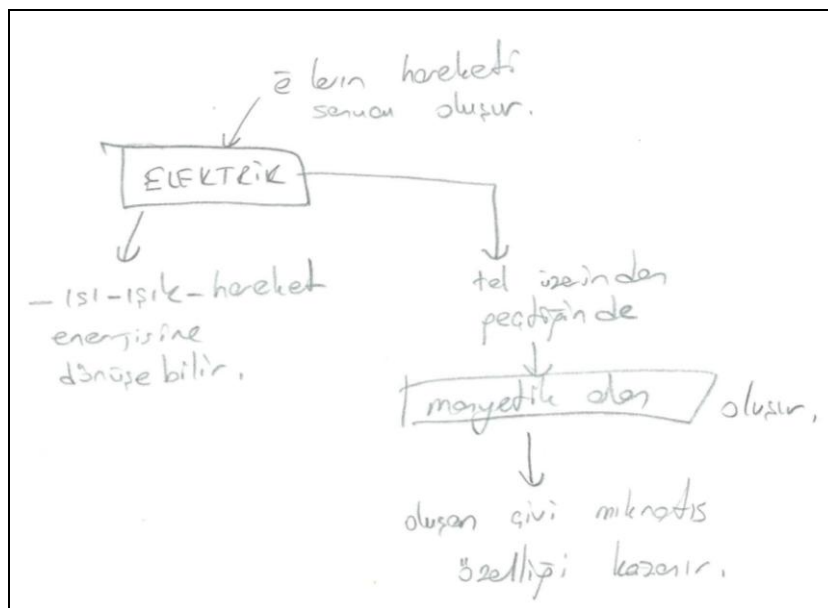 ē lerin hareketi
sonucu oluşur.
ELEKTRİK
- ısı-ışık-hareket
enerjisine
dönüşebilir.
tel üzerinden
geçtiğinde
manyetik alan oluşur.
oluşan çivi mıknatıs
özelliği kazanır.